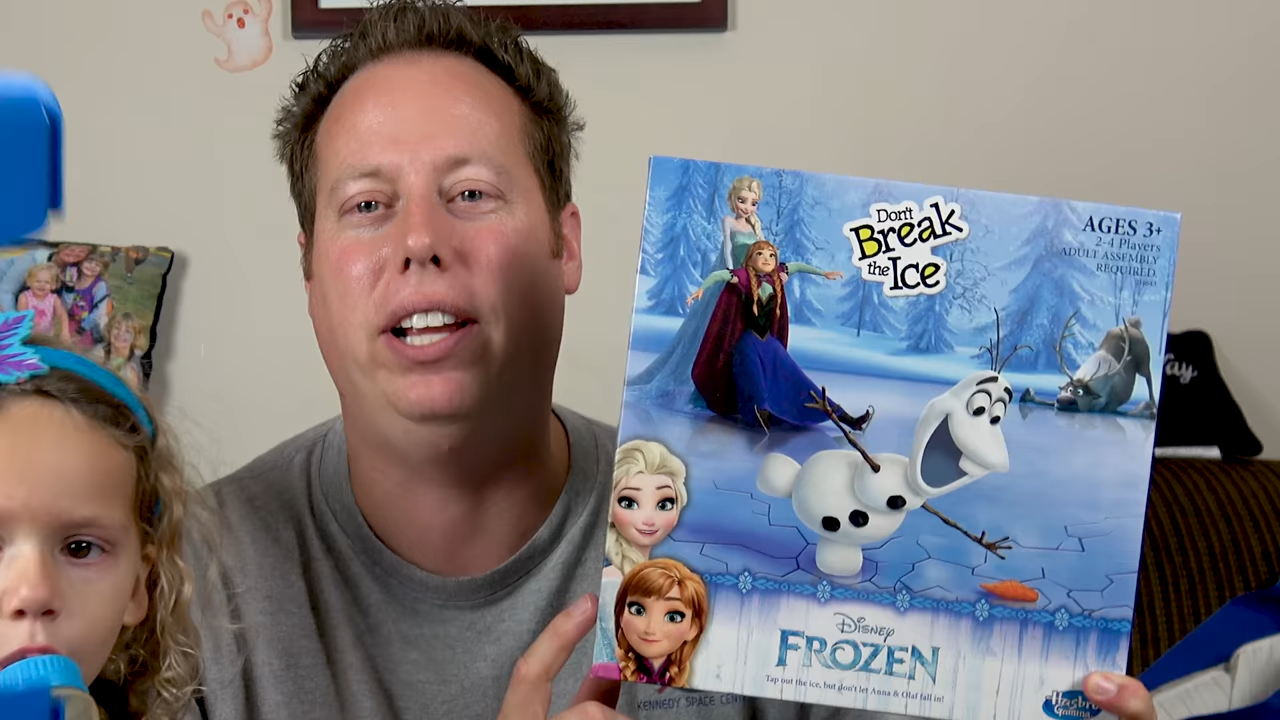 Don't
Break
the Ice
AGES 3+
2-4 Players
ADULT ASSEMBLY
REQUIRED.
Disney
FROZEN
Tap out the ice, but don't let Anna & Olaf fall in!
Hasbro
Gaming
KENNEDY SPACE CENT